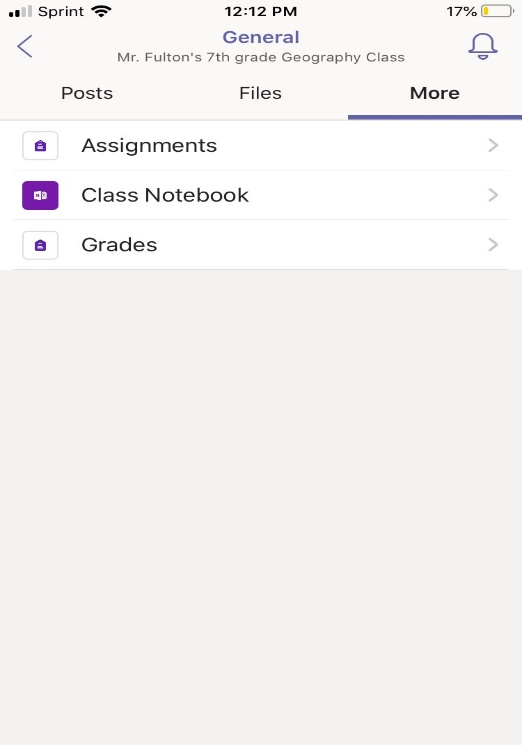 Sprint 12:12 PM 17%
General
Mr. Fulton's 7th grade Geography Class
Posts Files More
Assignments
Class Notebook
Grades